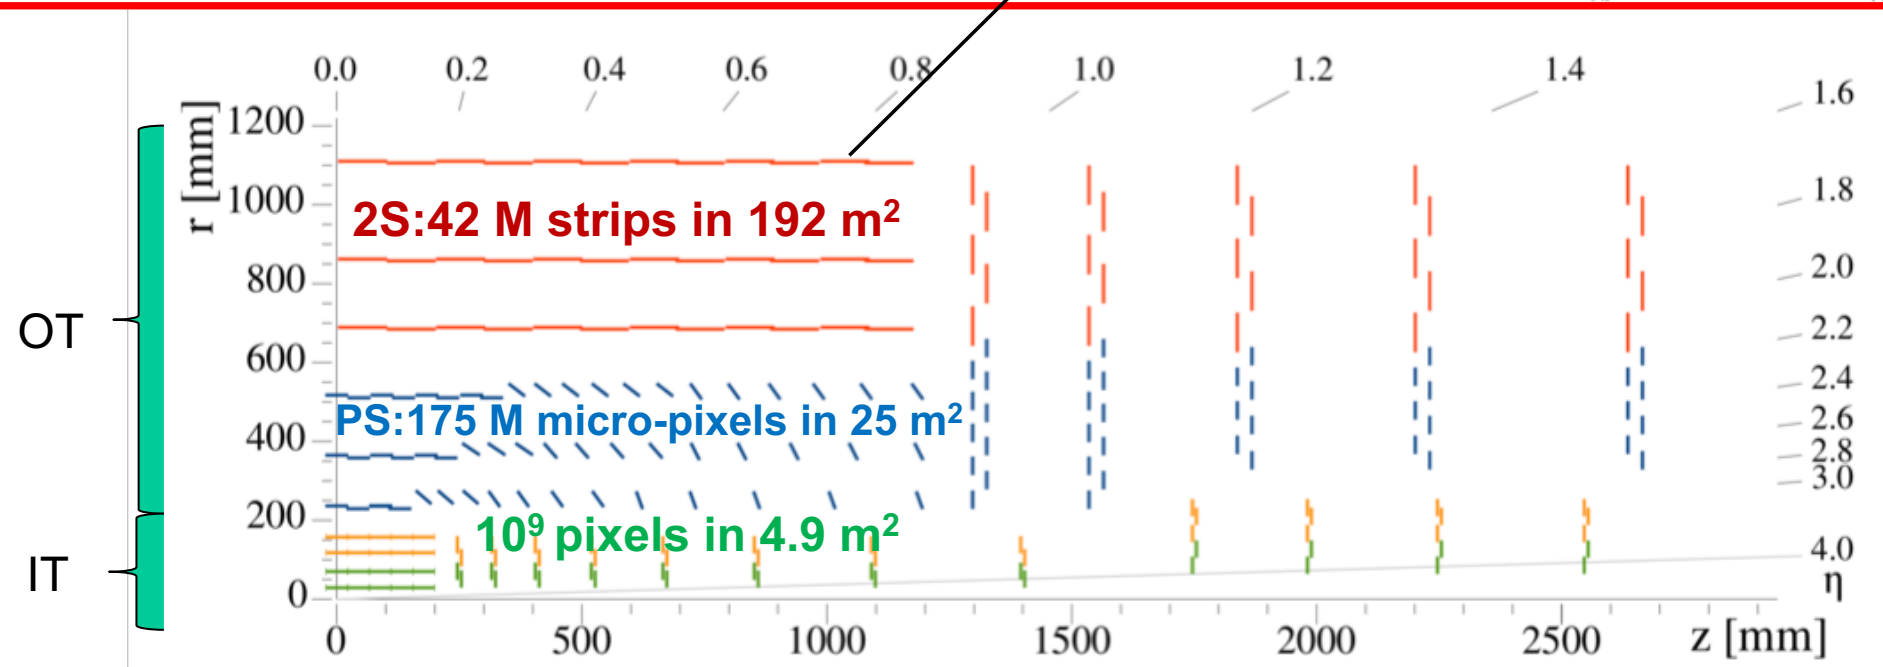 0.0 0.2 0.4 0.6 0.8 1.0 1.2 1.4 1.6
1200
r [mm]
1000
1.8
2S:42 M strips in 192 m²
800
2.0
OT
2.2
600
2.4
PS:175 M micro-pixels in 25 m²
2.6
400
2.8
3.0
200
10⁹ pixels in 4.9 m²
4.0
IT
η
0
0 500 1000 1500 2000 2500 z [mm]